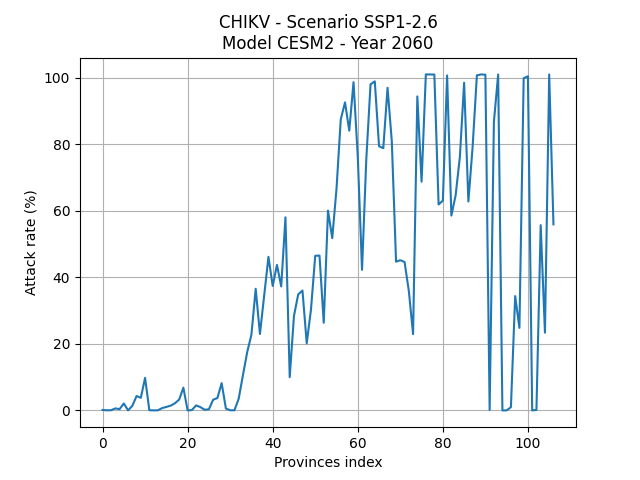 CHIKV - Scenario SSP1-2.6
Model CESM2 - Year 2060
100
80
60
40
20
0
Attack rate (%)
0 20 40 60 80 100
Provinces index